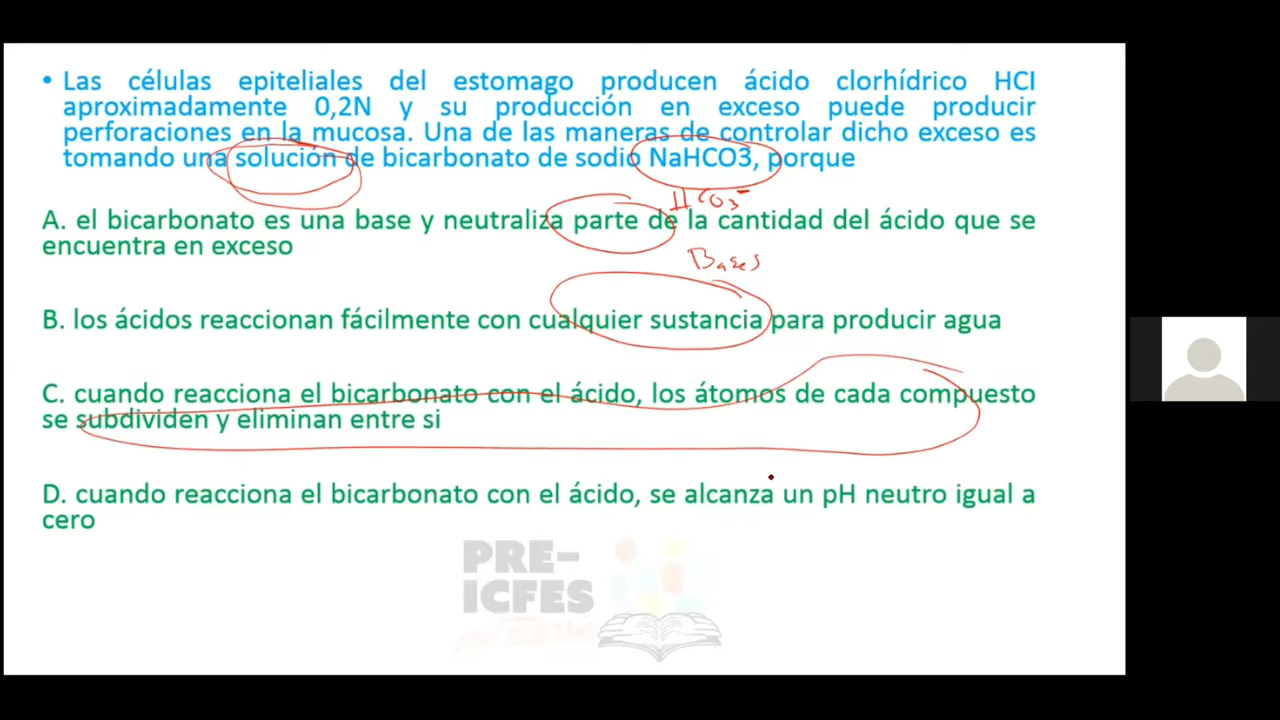 • Las células epiteliales del estomago producen ácido clorhídrico HCI
aproximadamente 0,2N y su producción en exceso puede producir
perforaciones en la mucosa. Una de las maneras de controlar dicho exceso es
tomando una solución de bicarbonato de sodio NaHCO3, porque
HCO3-
A. el bicarbonato es una base y neutraliza parte de la cantidad del ácido que se
encuentra en exceso
Bases
B. los ácidos reaccionan fácilmente con cualquier sustancia para producir agua
C. cuando reacciona el bicarbonato con el ácido, los átomos de cada compuesto
se subdividen y eliminan entre si
D. cuando reacciona el bicarbonato con el ácido, se alcanza un pH neutro igual a
cero
PRE-
ICFES